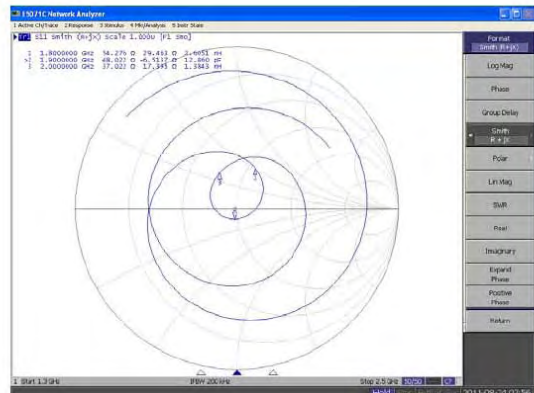 E5071C Network Analyzer
1 Active Ch/Trace 2 Response 3 Stimulus 4 Mkr/Analysis 5 Instr State
Tr1 S11 Smith (R+jX) Scale 1.000U [F1 Smo]
1 1.8000000 GHz 54.276 Ω 29.463 Ω 2.6051 nH
>2 1.9000000 GHz 48.027 Ω -6.5137 Ω 12.860 pF
3 2.0000000 GHz 37.027 Ω 17.395 Ω 1.3843 nH
Format
Smith (R+jX)
Log Mag
Phase
Group Delay
Smith
R + jX
Polar
Lin Mag
SWR
Real
Imaginary
Expand
Phase
Positive
Phase
Return
1 Start 1.3 GHz IFBW 200 kHz Stop 2.5 GHz